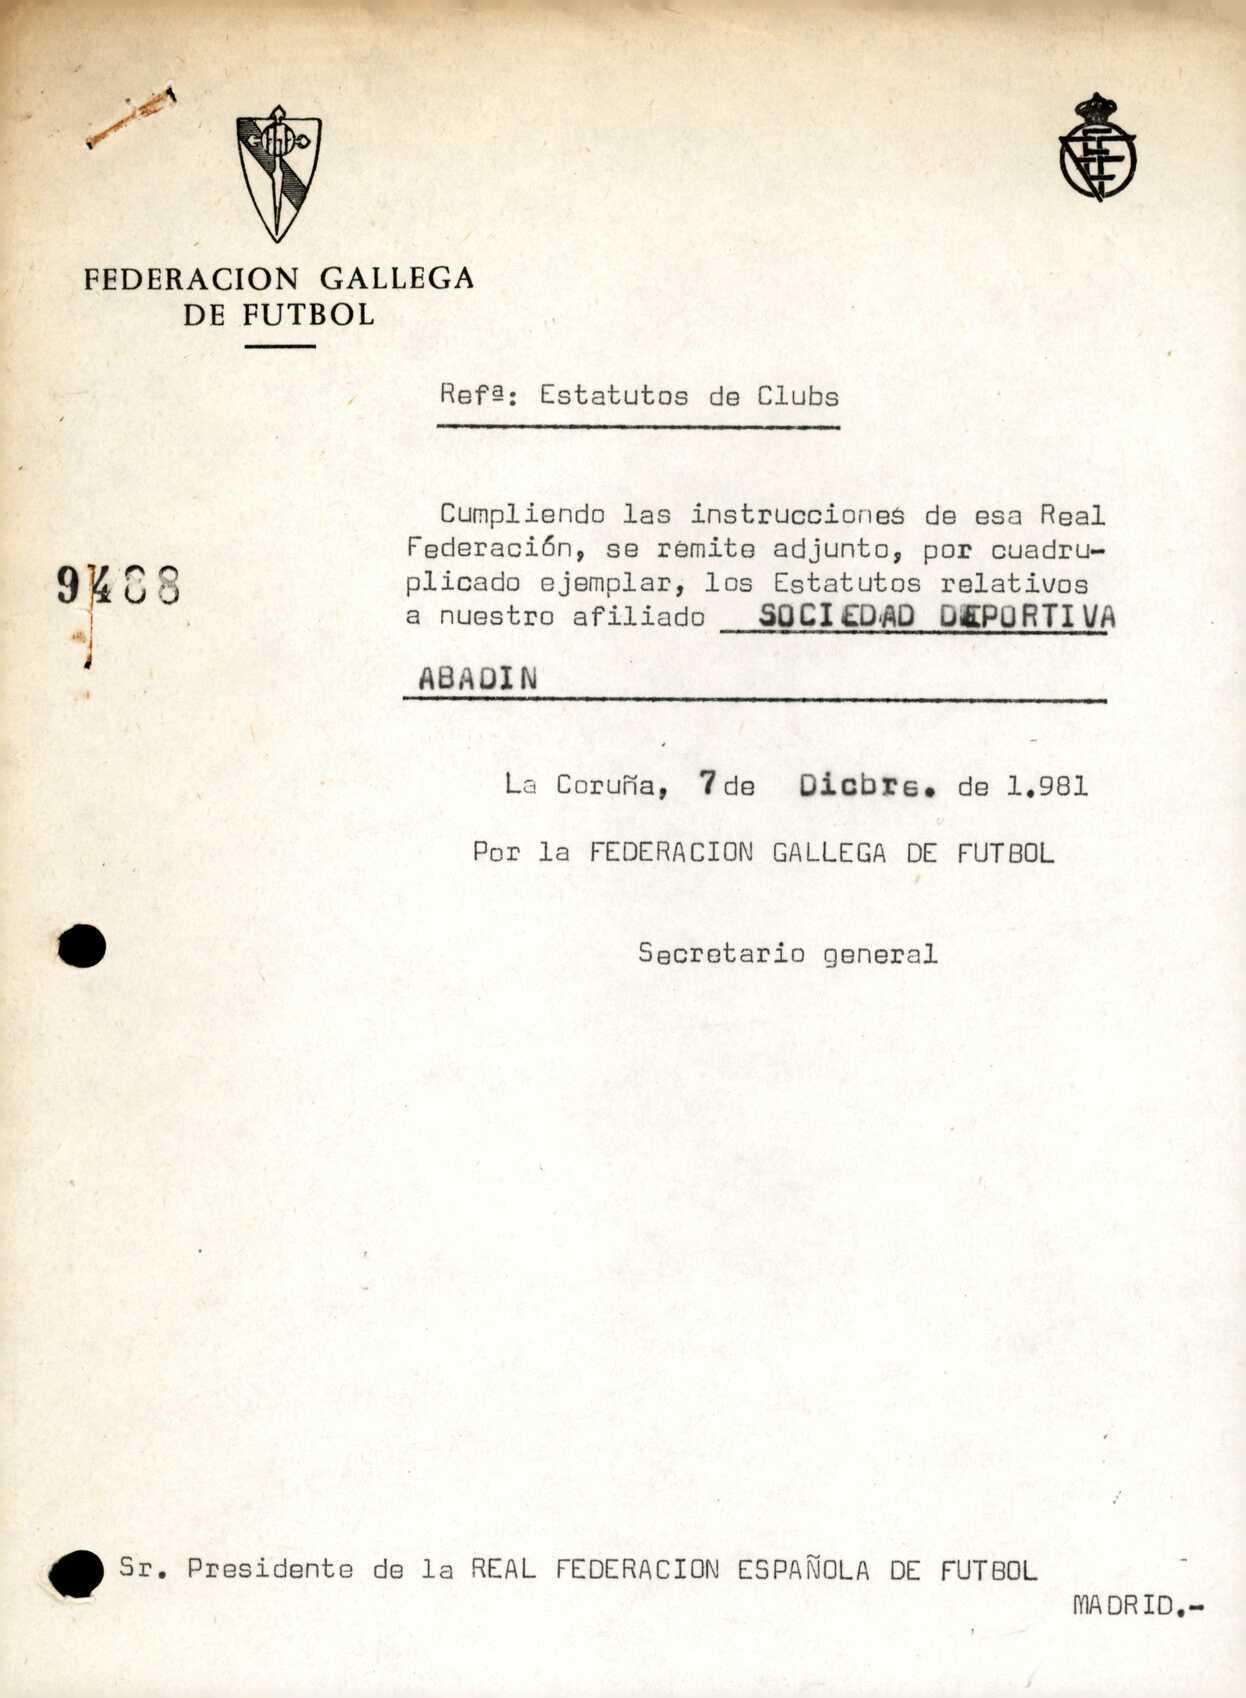 FEDERACION GALLEGA
DE FUTBOL
Refª: Estatutos de Clubs
Cumpliendo las instrucciones de esa Real
Federación, se remite adjunto, por cuadru-
plicado ejemplar, los Estatutos relativos
9488
a nuestro afiliado SOCIEDAD DEPORTIVA
ABADIN
La Coruña, 7 de Dicbre. de 1.981
Por la FEDERACION GALLEGA DE FUTBOL
Secretario general
Sr. Presidente de la REAL FEDERACION ESPAÑOLA DE FUTBOL
MADRID.-